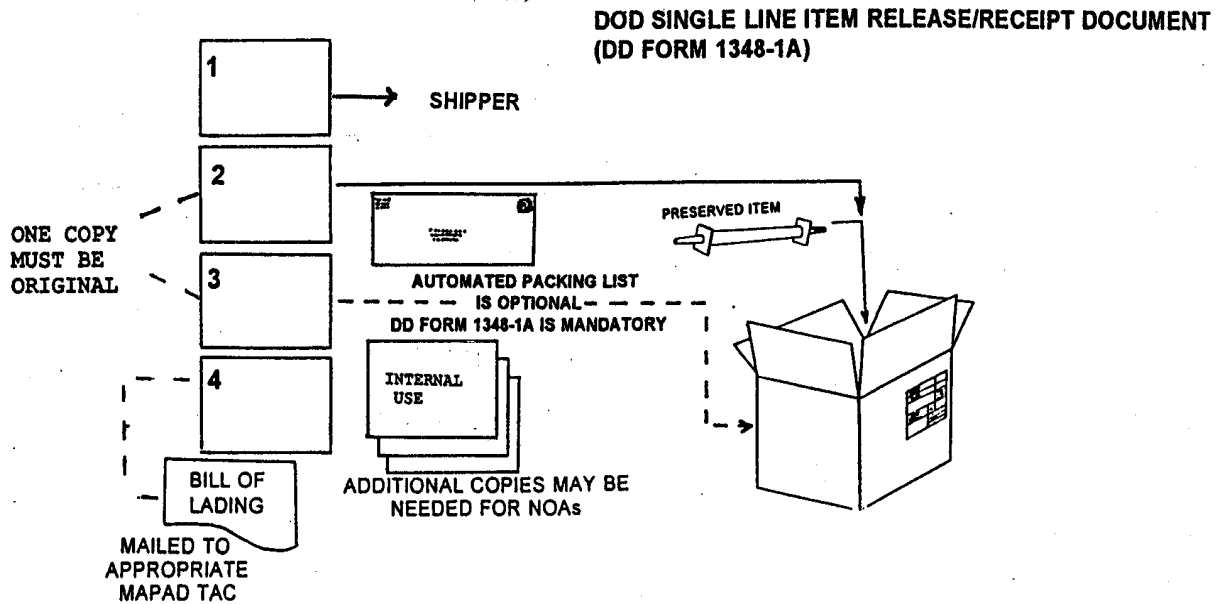 DOD SINGLE LINE ITEM RELEASE/RECEIPT DOCUMENT
(DD FORM 1348-1A)
1
SHIPPER
2
PRESERVED ITEM
ONE COPY
MUST BE
ORIGINAL
3
AUTOMATED PACKING LIST
IS OPTIONAL
DD FORM 1348-1A IS MANDATORY
4
INTERNAL
USE
BILL OF
LADING
ADDITIONAL COPIES MAY BE
NEEDED FOR NOAs
MAILED TO
APPROPRIATE
MAPAD TAC